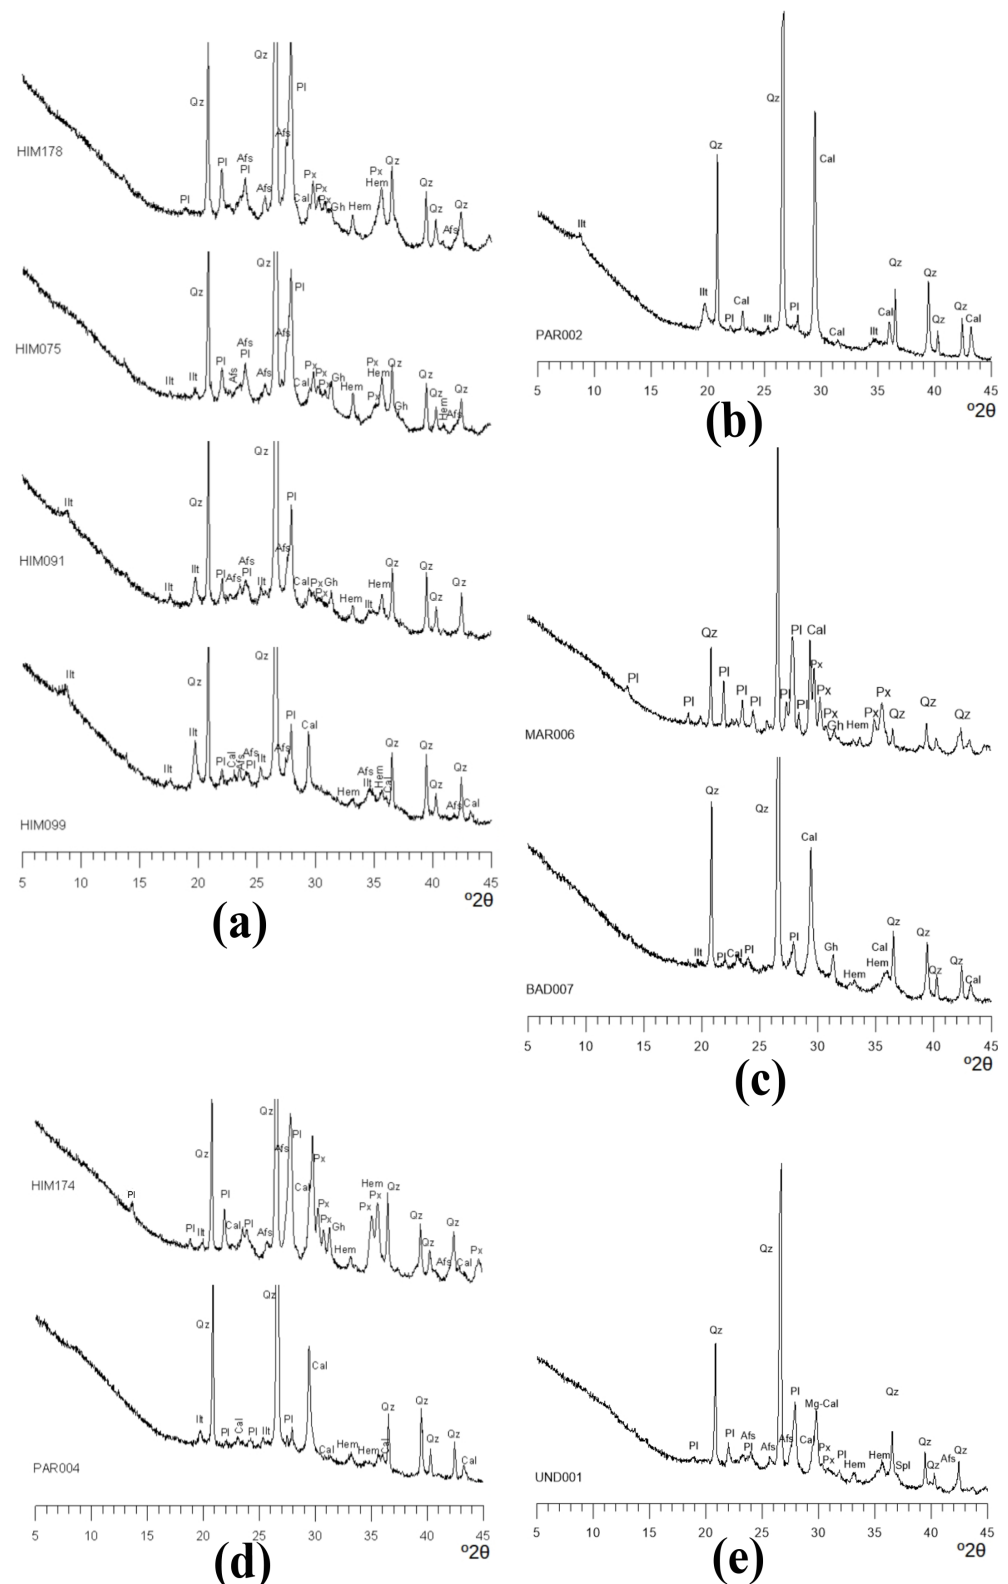 Qz
Qz
Pl
Afs
Pl
Pl
Afs
Pl
Afs
Cal
Px
Px
Px
Gh
Hem
Px
Hem
Qz
Qz
Qz
Afs
Qz
HIM178
Qz
Qz
Pl
Afs
Ilt
Ilt
Pl
Afs
Afs
Pl
Afs
Cal
Px
Px
Px
Gh
Hem
Px
Hem
Px
Qz
Gh
Qz
Qz
Hem
Afs
Qz
HIM075
Qz
Qz
Pl
Afs
Ilt
Ilt
Ilt
Pl
Afs
Afs
Pl
Ilt
Cal
Px
Px
Gh
Hem
Ilt
Hem
Qz
Qz
Qz
Qz
HIM091
Qz
Qz
Pl
Afs
Cal
Ilt
Ilt
Ilt
Pl
Cal
Afs
Afs
Pl
Ilt
Hem
Afs
Ilt
Hem
Cal
Qz
Qz
Qz
Afs
Qz
Cal
HIM099
5 10 15 20 25 30 35 40 45
º2θ
(a)
Ilt
Ilt
Qz
Pl
Cal
Ilt
Qz
Pl
Cal
Cal
Ilt
Cal
Qz
Qz
Qz
Qz
Cal
PAR002
5 10 15 20 25 30 35 40 45
º2θ
(b)
Pl
Pl
Qz
Pl
Pl
Pl
Pl
Pl
Pl
Cal
Px
Px
Px
Gh
Hem
Px
Px
Qz
Qz
Qz
MAR006
Qz
Qz
Cal
Ilt
Pl
Cal
Pl
Pl
Gh
Hem
Cal
Hem
Qz
Qz
Qz
Qz
Cal
BAD007
5 10 15 20 25 30 35 40 45
º2θ
(c)
Qz
Qz
Pl
Afs
Pl
Pl
Ilt
Pl
Cal
Pl
Afs
Cal
Px
Px
Px
Gh
Hem
Px
Hem
Px
Qz
Qz
Qz
Afs
Qz
Cal
Px
HIM174
Qz
Qz
Cal
Ilt
Pl
Cal
Pl
Ilt
Pl
Cal
Hem
Hem
Cal
Qz
Qz
Qz
Qz
Cal
PAR004
5 10 15 20 25 30 35 40 45
º2θ
(d)
Qz
Qz
Pl
Pl
Pl
Afs
Pl
Afs
Afs
Cal
Mg-Cal
Px
Px
Pl
Hem
Hem
Qz
Spl
Qz
Qz
Afs
Qz
UND001
5 10 15 20 25 30 35 40 45
º2θ
(e)